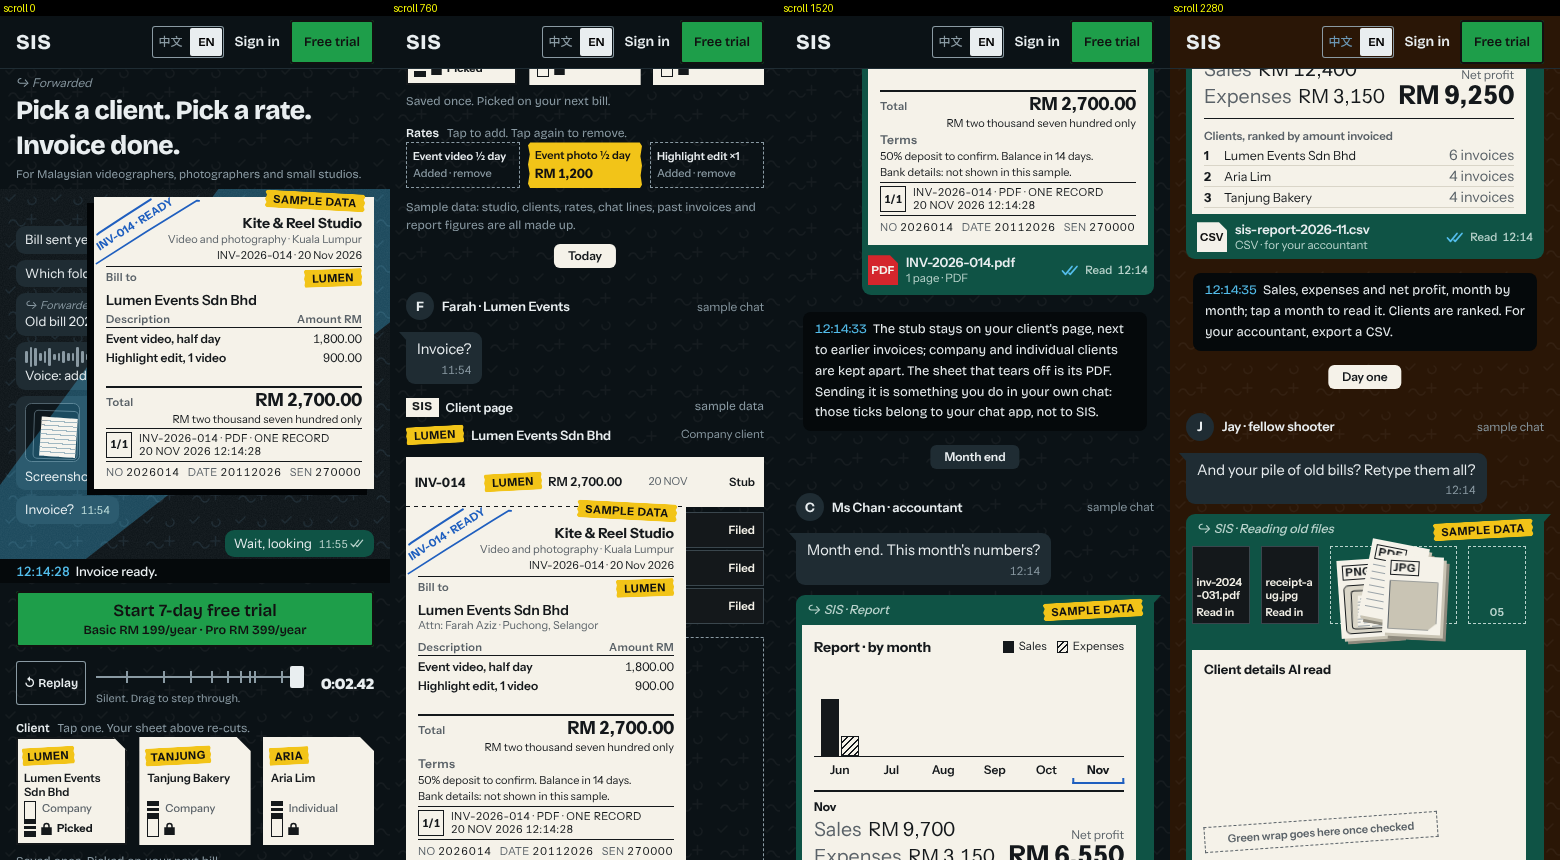 scroll 0
SIS
中文 EN Sign in Free trial
↪ Forwarded
Pick a client. Pick a rate.
Invoice done.
For Malaysian videographers, photographers and small studios.
Bill sent ye
Which fold
↪ Forwarde
Old bill 202
Voice: add
Screensho
Invoice? 11:54
SAMPLE DATA
INV-014 · READY
Kite & Reel Studio
Video and photography · Kuala Lumpur
INV-2026-014 · 20 Nov 2026
Bill to LUMEN
Lumen Events Sdn Bhd
Description Amount RM
Event video, half day 1,800.00
Highlight edit, 1 video 900.00
Total RM 2,700.00
RM two thousand seven hundred only
1/1 INV-2026-014 · PDF · ONE RECORD
20 NOV 2026 12:14:28
NO 2026014 DATE 20112026 SEN 270000
Wait, looking 11:55
12:14:28 Invoice ready.
Start 7-day free trial
Basic RM 199/year · Pro RM 399/year
Replay
0:02.42
Silent. Drag to step through.
Client Tap one. Your sheet above re-cuts.
LUMEN
Lumen Events
Sdn Bhd
Company
Picked
TANJUNG
Tanjung Bakery
Company
ARIA
Aria Lim
Individual
Saved once. Picked on your next bill.
scroll 760
SIS
中文 EN Sign in Free trial
Picked
Saved once. Picked on your next bill.
Rates Tap to add. Tap again to remove.
Event video ½ day
Added · remove
Event photo ½ day
RM 1,200
Highlight edit ×1
Added · remove
Sample data: studio, clients, rates, chat lines, past invoices and
report figures are all made up.
Today
F Farah · Lumen Events sample chat
Invoice?
11:54
SIS Client page sample data
LUMEN Lumen Events Sdn Bhd Company client
INV-014 LUMEN RM 2,700.00 20 NOV Stub
SAMPLE DATA
INV-014 · READY
Kite & Reel Studio
Video and photography · Kuala Lumpur
INV-2026-014 · 20 Nov 2026
Filed
Filed
Filed
Bill to LUMEN
Lumen Events Sdn Bhd
Attn: Farah Aziz · Puchong, Selangor
Description Amount RM
Event video, half day 1,800.00
Highlight edit, 1 video 900.00
Total RM 2,700.00
RM two thousand seven hundred only
Terms
50% deposit to confirm. Balance in 14 days.
Bank details: not shown in this sample.
1/1 INV-2026-014 · PDF · ONE RECORD
20 NOV 2026 12:14:28
NO 2026014 DATE 20112026 SEN 270000
scroll 1520
SIS
中文 EN Sign in Free trial
Total RM 2,700.00
RM two thousand seven hundred only
Terms
50% deposit to confirm. Balance in 14 days.
Bank details: not shown in this sample.
1/1 INV-2026-014 · PDF · ONE RECORD
20 NOV 2026 12:14:28
NO 2026014 DATE 20112026 SEN 270000
PDF INV-2026-014.pdf
1 page · PDF
Read 12:14
12:14:33 The stub stays on your client's page, next
to earlier invoices; company and individual clients
are kept apart. The sheet that tears off is its PDF.
Sending it is something you do in your own chat:
those ticks belong to your chat app, not to SIS.
Month end
C Ms Chan · accountant sample chat
Month end. This month's numbers?
12:14
↪ SIS · Report SAMPLE DATA
Report · by month Sales Expenses
Jun Jul Aug Sep Oct Nov
Nov
Sales RM 9,700 Net profit
Expenses RM 3,150 RM 6,550
scroll 2280
SIS
中文 EN Sign in Free trial
Sales RM 12,400 Net profit
Expenses RM 3,150 RM 9,250
Clients, ranked by amount invoiced
1 Lumen Events Sdn Bhd 6 invoices
2 Aria Lim 4 invoices
3 Tanjung Bakery 4 invoices
CSV sis-report-2026-11.csv
CSV · for your accountant
Read 12:14
12:14:35 Sales, expenses and net profit, month by
month; tap a month to read it. Clients are ranked. For
your accountant, export a CSV.
Day one
J Jay · fellow shooter sample chat
And your pile of old bills? Retype them all?
12:14
↪ SIS · Reading old files SAMPLE DATA
inv-2024
-031.pdf
Read in
receipt-a
ug.jpg
Read in
PDF
PNG
JPG
05
Client details AI read
Green wrap goes here once checked